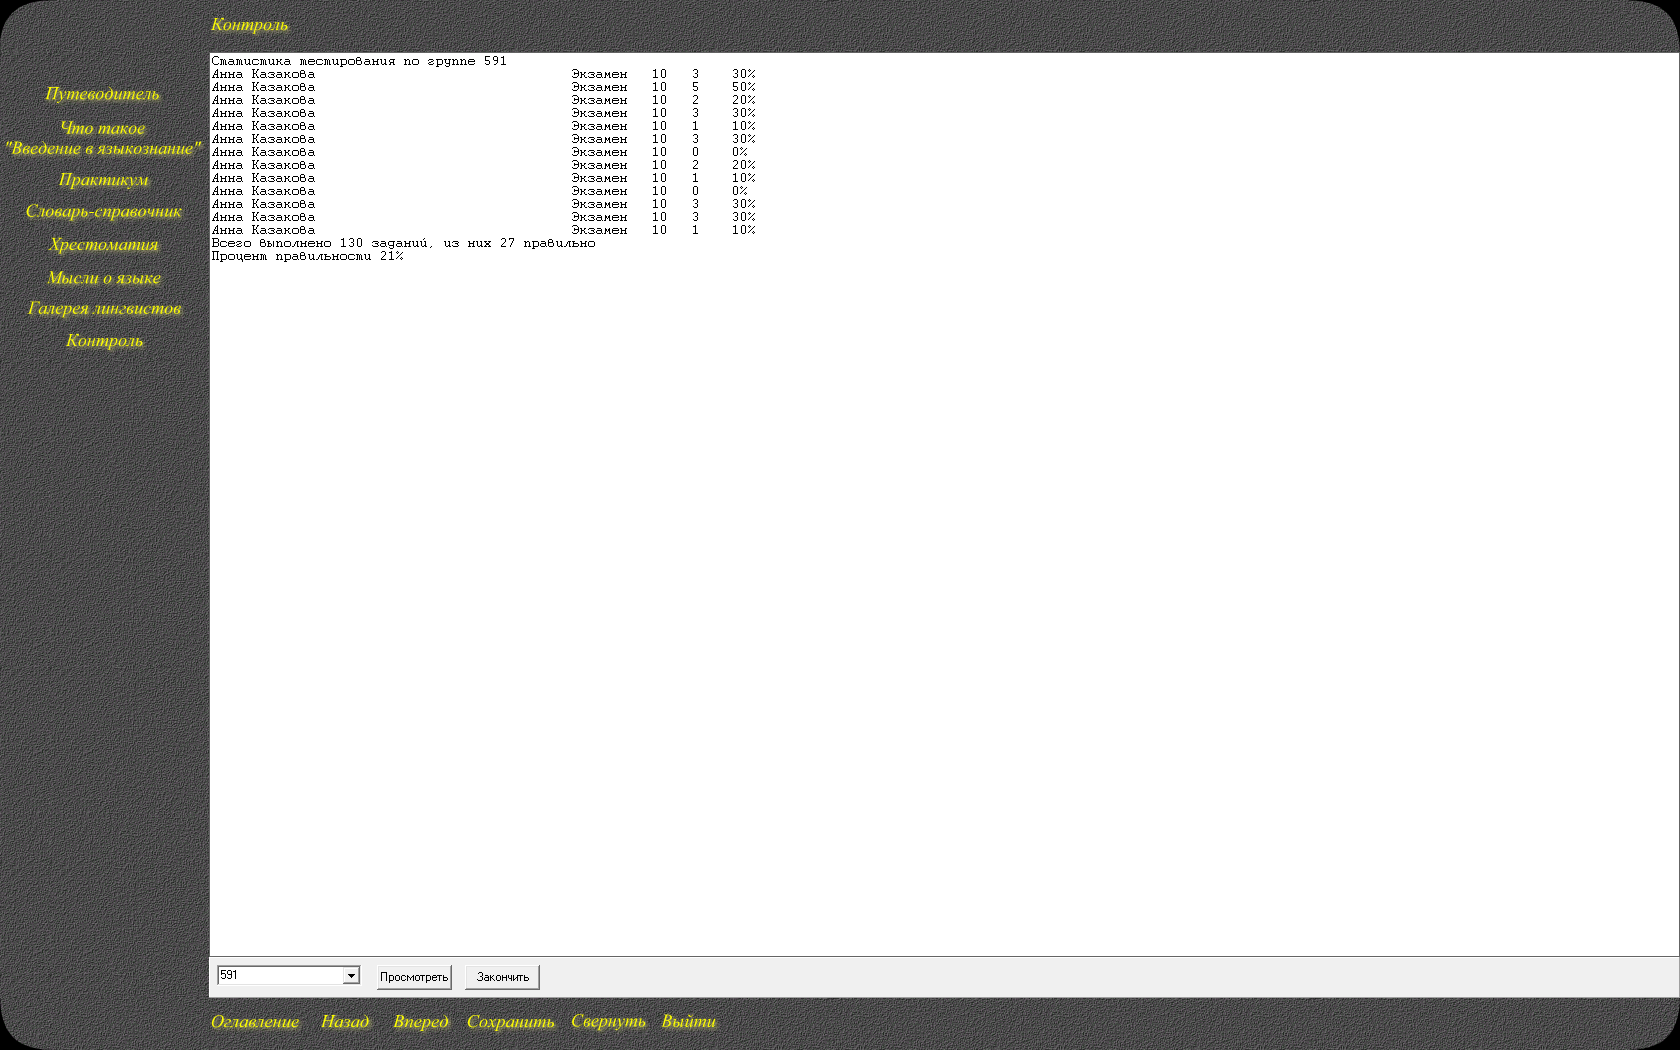 Контроль
Путеводитель
Что такое
"Введение в языкознание"
Практикум
Словарь-справочник
Хрестоматия
Мысли о языке
Галерея лингвистов
Контроль
Статистика тестирования по группе 591
Анна Казакова Экзамен 10 3 30%
Анна Казакова Экзамен 10 5 50%
Анна Казакова Экзамен 10 2 20%
Анна Казакова Экзамен 10 3 30%
Анна Казакова Экзамен 10 1 10%
Анна Казакова Экзамен 10 3 30%
Анна Казакова Экзамен 10 0 0%
Анна Казакова Экзамен 10 2 20%
Анна Казакова Экзамен 10 1 10%
Анна Казакова Экзамен 10 0 0%
Анна Казакова Экзамен 10 3 30%
Анна Казакова Экзамен 10 3 30%
Анна Казакова Экзамен 10 1 10%
Всего выполнено 130 заданий, из них 27 правильно
Процент правильности 21%
591 Просмотреть Закончить
Оглавление Назад Вперед Сохранить Свернуть Выйти